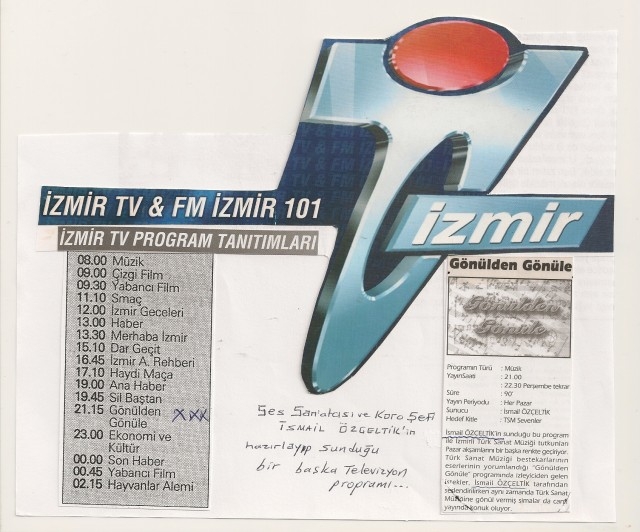 İZMİR TV & FM İZMİR 101
izmir
İZMİR TV PROGRAM TANITIMLARI
08.00 Müzik
09.00 Çizgi Film
09.30 Yabancı Film
11.10 Smaç
12.00 İzmir Geceleri
13.00 Haber
13.30 Merhaba İzmir
15.10 Dar Geçit
16.45 İzmir A. Rehberi
17.10 Haydi Maça
19.00 Ana Haber
19.45 Sil Baştan
21.15 Gönülden
Gönüle
23.00 Ekonomi ve
Kültür
00.00 Son Haber
00.45 Yabancı Film
02.15 Hayvanlar Alemi
xxx
Ses Sanatçısı ve Koro Şefi
İSMAİL ÖZÇELTİK'in
hazırlayıp sunduğu
bir başka Televizyon
programı...
Gönülden Gönüle
Gönülden
Gönüle
Programın Türü : Müzik
Yayın Saati : 21.00
: 22.30 Perşembe tekrar
Süre : 90'
Yayın Periyodu : Her Pazar
Sunucu : İsmail ÖZÇELTİK
Hedef Kitle : TSM Sevenler
İsmail ÖZÇELTİK'in sunduğu bu program
ile İzmirli Türk Sanat Müziği tutkunları
Pazar akşamlarını bir başka renkte geçiriyor.
Türk Sanat Müziği bestekarlarının
eserlerinin yorumlandığı "Gönülden
Gönüle" programında izleyiciden gelen
istekler, İsmail ÖZÇELTİK tarafından
seslendirilirken aynı zamanda Türk Sanat
Müziğine gönül vermiş simalar da canlı
yayında konuk oluyor.